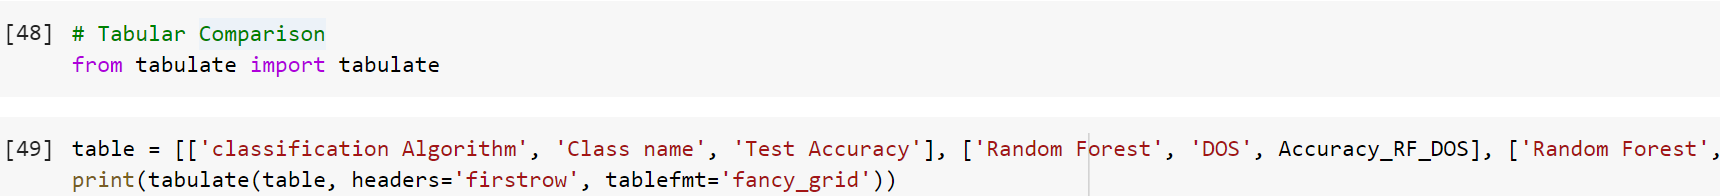 [48] # Tabular Comparison
from tabulate import tabulate
[49] table = [['classification Algorithm', 'Class name', 'Test Accuracy'], ['Random Forest', 'DOS', Accuracy_RF_DOS], ['Random Forest',
print(tabulate(table, headers='firstrow', tablefmt='fancy_grid'))